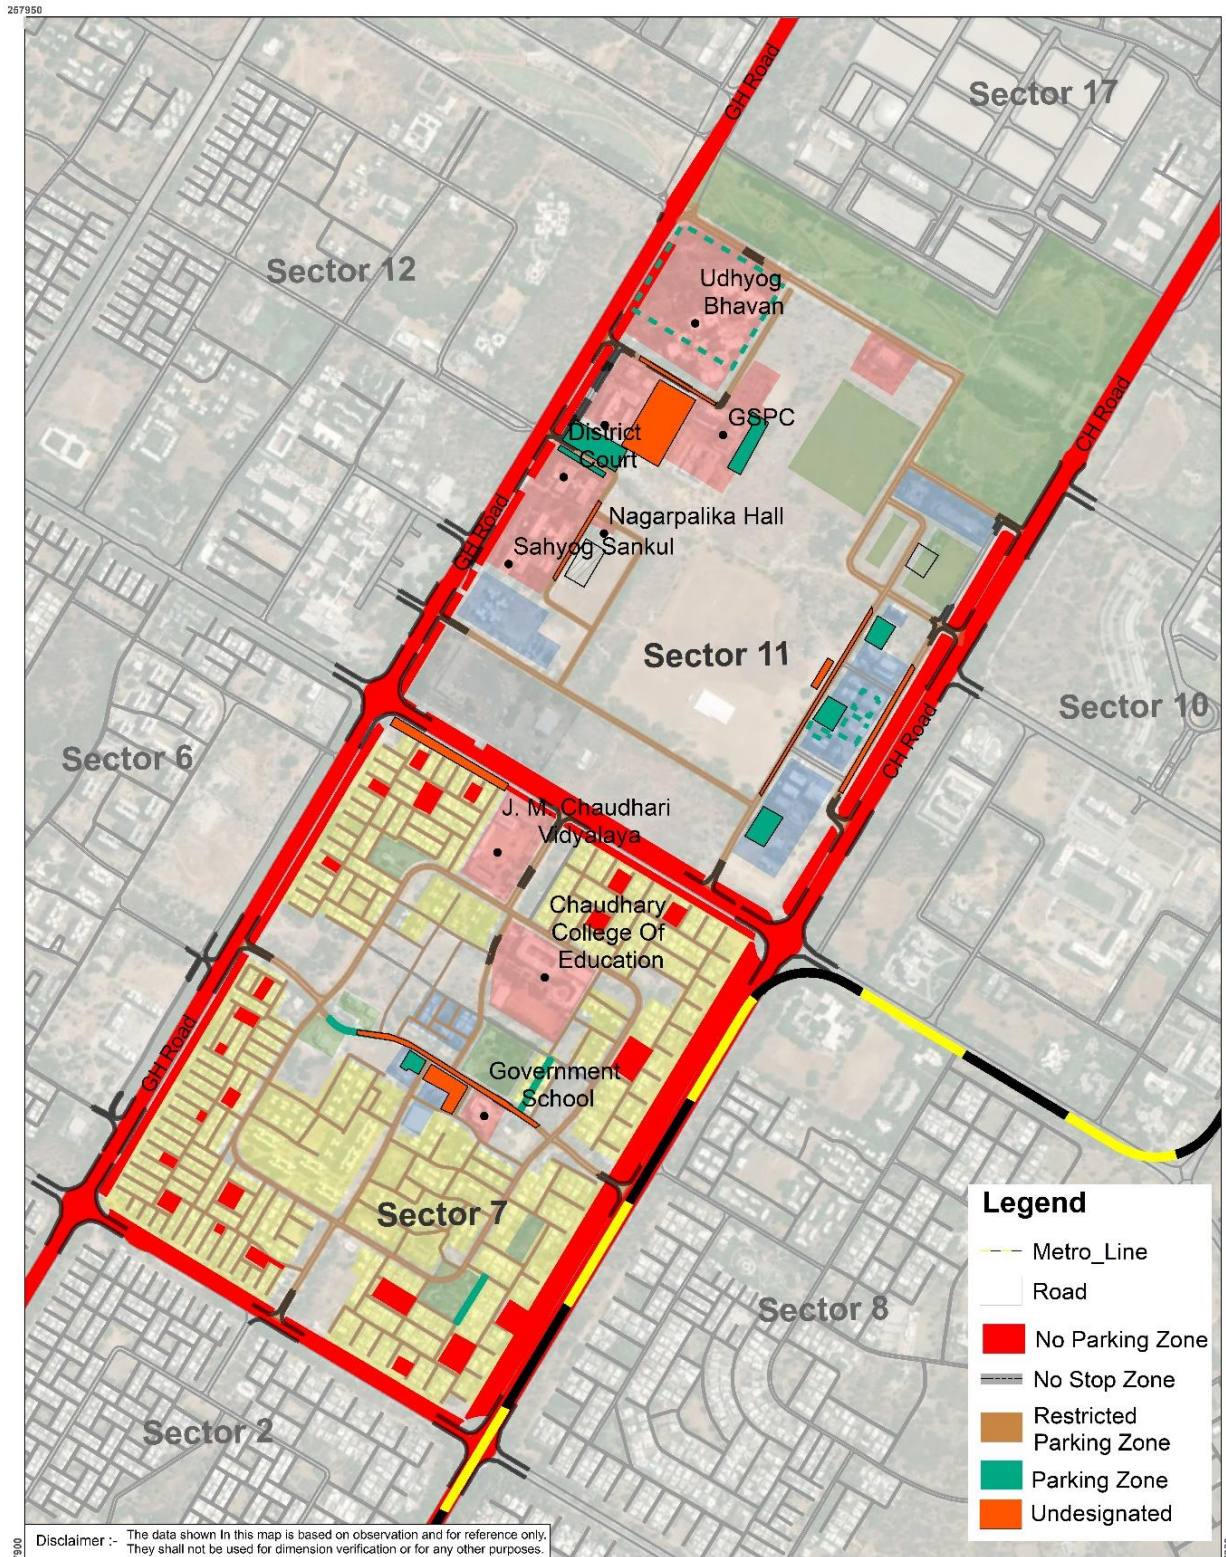 257950
GH Road
Sector 17
Sector 12
Udhyog
Bhavan
CH Road
GSPC
District
Court
Nagarpalika Hall
GH Road
Sahyog Sankul
Sector 11
Sector 10
Sector 6
CH Road
J. M. Chaudhari
Vidyalaya
Chaudhary
College Of
Education
GH Road
Government
School
Sector 7
Sector 8
Sector 2
Legend
Metro_Line
Road
No Parking Zone
No Stop Zone
Restricted
Parking Zone
Parking Zone
Undesignated
Disclaimer :- The data shown In this map is based on observation and for reference only.
They shall not be used for dimension verification or for any other purposes.